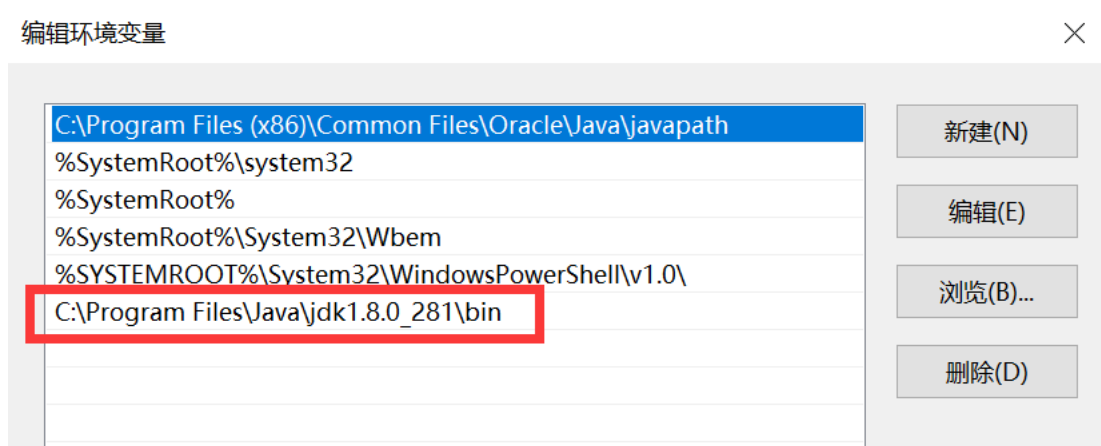 编辑环境变量
C:\Program Files (x86)\Common Files\Oracle\Java\javapath
新建(N)
%SystemRoot%\system32
%SystemRoot%
编辑(E)
%SystemRoot%\System32\Wbem
%SYSTEMROOT%\System32\WindowsPowerShell\v1.0\
浏览(B)...
C:\Program Files\Java\jdk1.8.0_281\bin
删除(D)